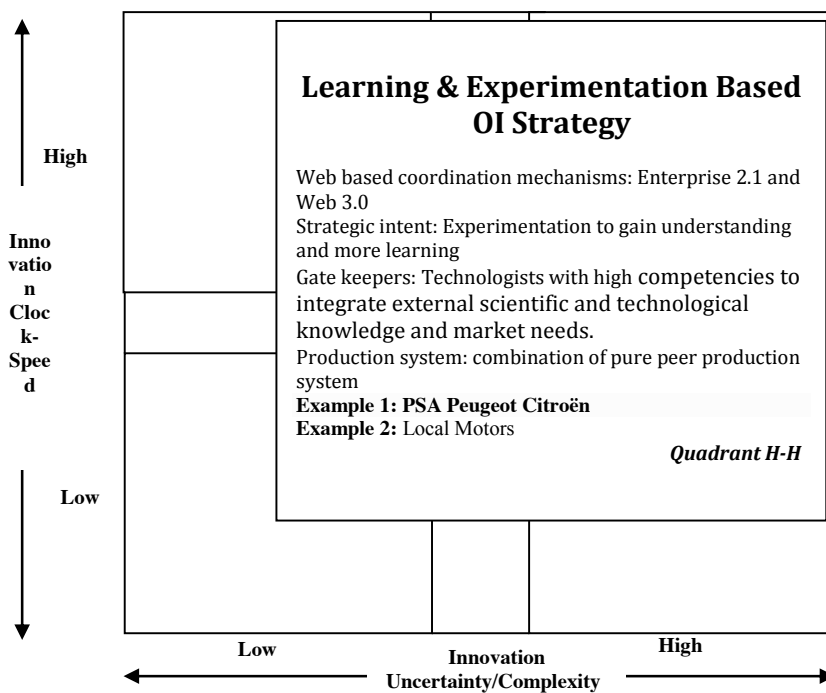 Learning & Experimentation Based
OI Strategy
Web based coordination mechanisms: Enterprise 2.1 and
Web 3.0
Strategic intent: Experimentation to gain understanding
and more learning
Gate keepers: Technologists with high competencies to
integrate external scientific and technological
knowledge and market needs.
Production system: combination of pure peer production
system
Example 1: PSA Peugeot Citroën
Example 2: Local Motors
Quadrant H-H
High
Inno
vatio
n
Cloc
k-
Spee
d
Low
Low
Innovation
Uncertainty/Complexity
High